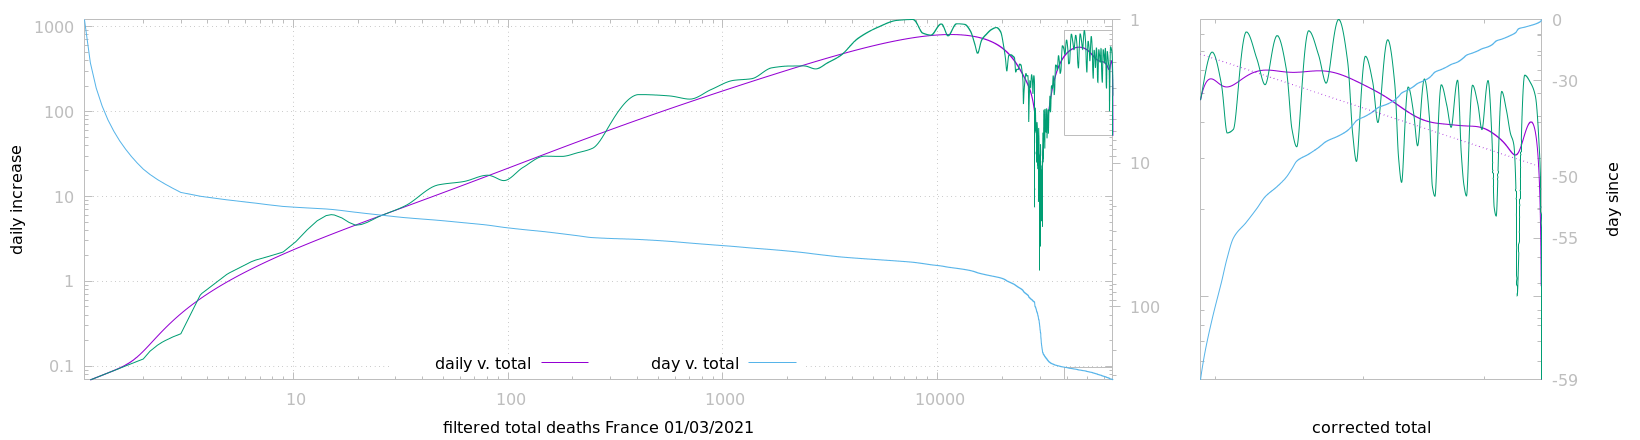 1000
100
10
1
0.1
daily increase
10
100
1000
10000
filtered total deaths France 01/03/2021
daily v. total
day v. total
1
10
100
0
-30
-50
-55
-59
day since
corrected total